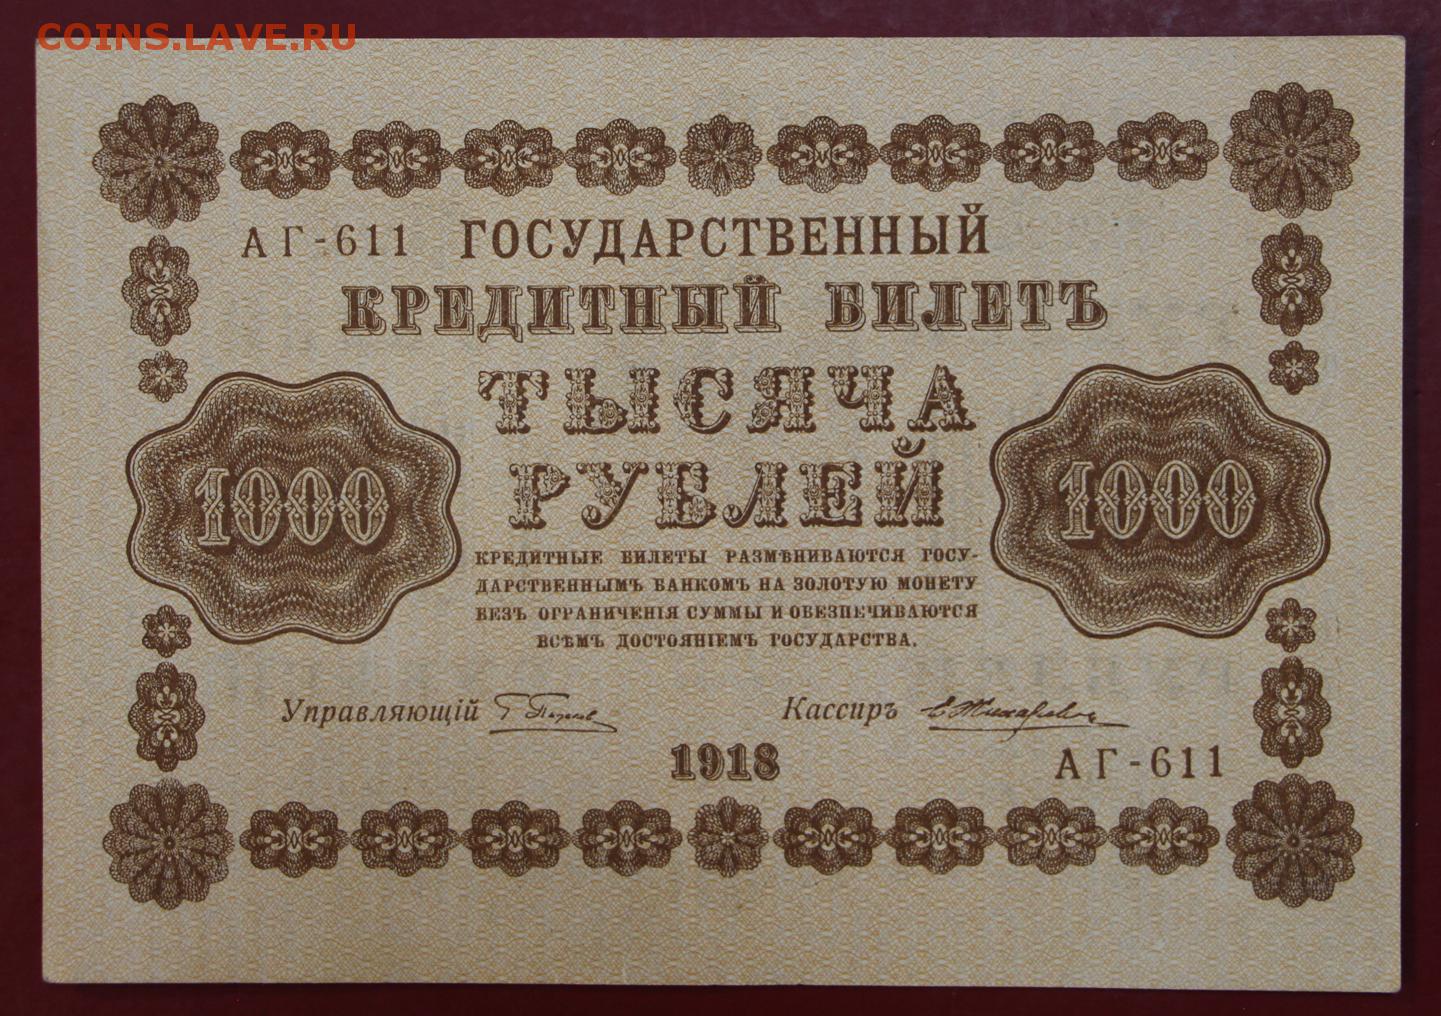 COINS.LAVE.RU
АГ-611 ГОСУДАРСТВЕННЫЙ
КРЕДИТНЫЙ БИЛЕТЪ
ТЫСЯЧА
РУБЛЕЙ
1000 1000
КРЕДИТНЫЕ БИЛЕТЫ РАЗМѢНИВАЮТСЯ ГОСУ-
ДАРСТВЕННЫМЪ БАНКОМЪ НА ЗОЛОТУЮ МОНЕТУ
БЕЗЪ ОГРАНИЧЕНІЯ СУММЫ И ОБЕЗПЕЧИВАЮТСЯ
ВСѢМЪ ДОСТОЯНІЕМЪ ГОСУДАРСТВА.
Управляющій Кассиръ
1918 АГ-611